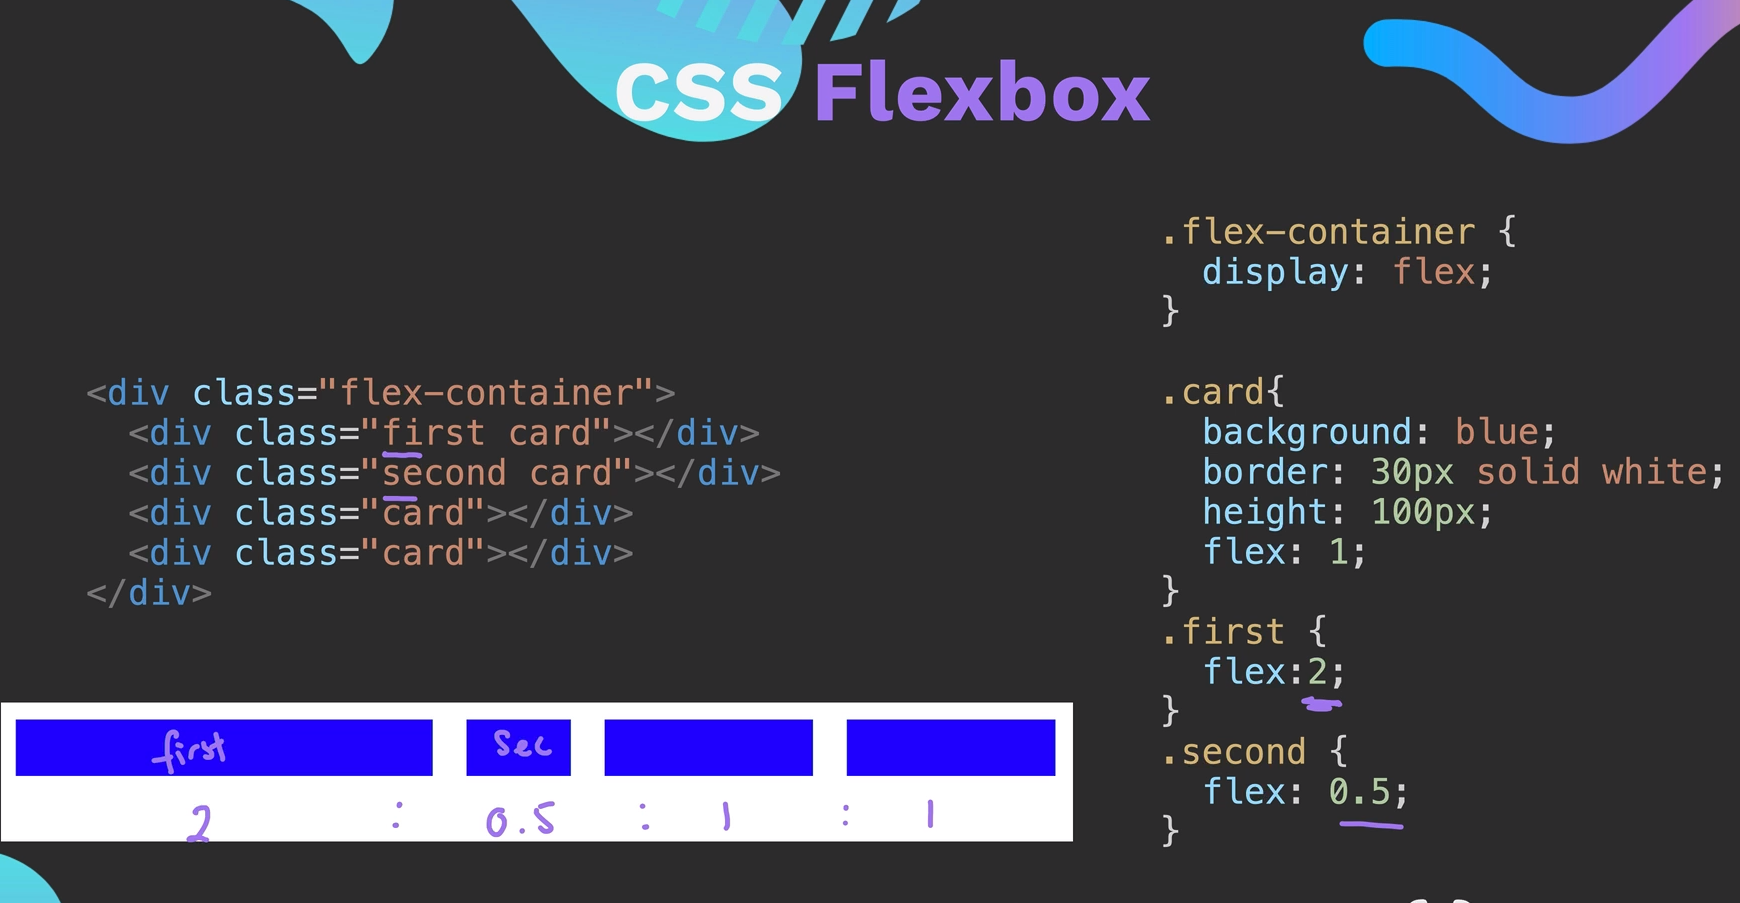 CSS Flexbox
<div class="flex-container">
<div class="first card"></div>
<div class="second card"></div>
<div class="card"></div>
<div class="card"></div>
</div>
.flex-container {
display: flex;
}
.card{
background: blue;
border: 30px solid white;
height: 100px;
flex: 1;
}
.first {
flex:2;
}
.second {
flex: 0.5;
}
first sec
2 : 0.5 : 1 : 1